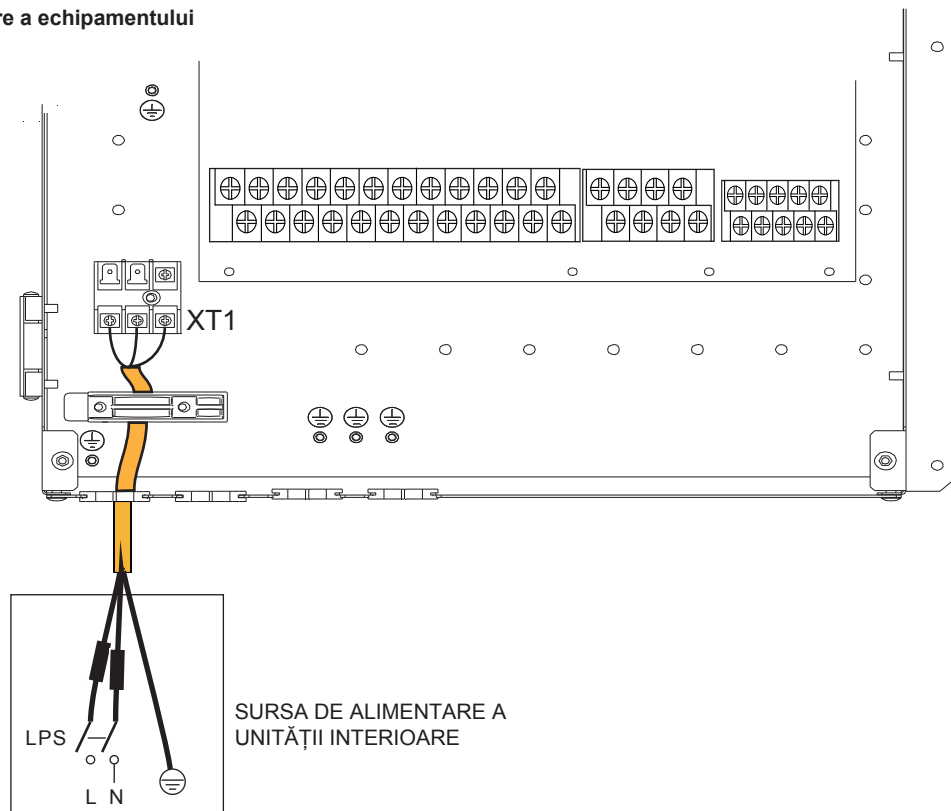 re a echipamentului
XT1
SURSA DE ALIMENTARE A
UNITĂȚII INTERIOARE
LPS
L N